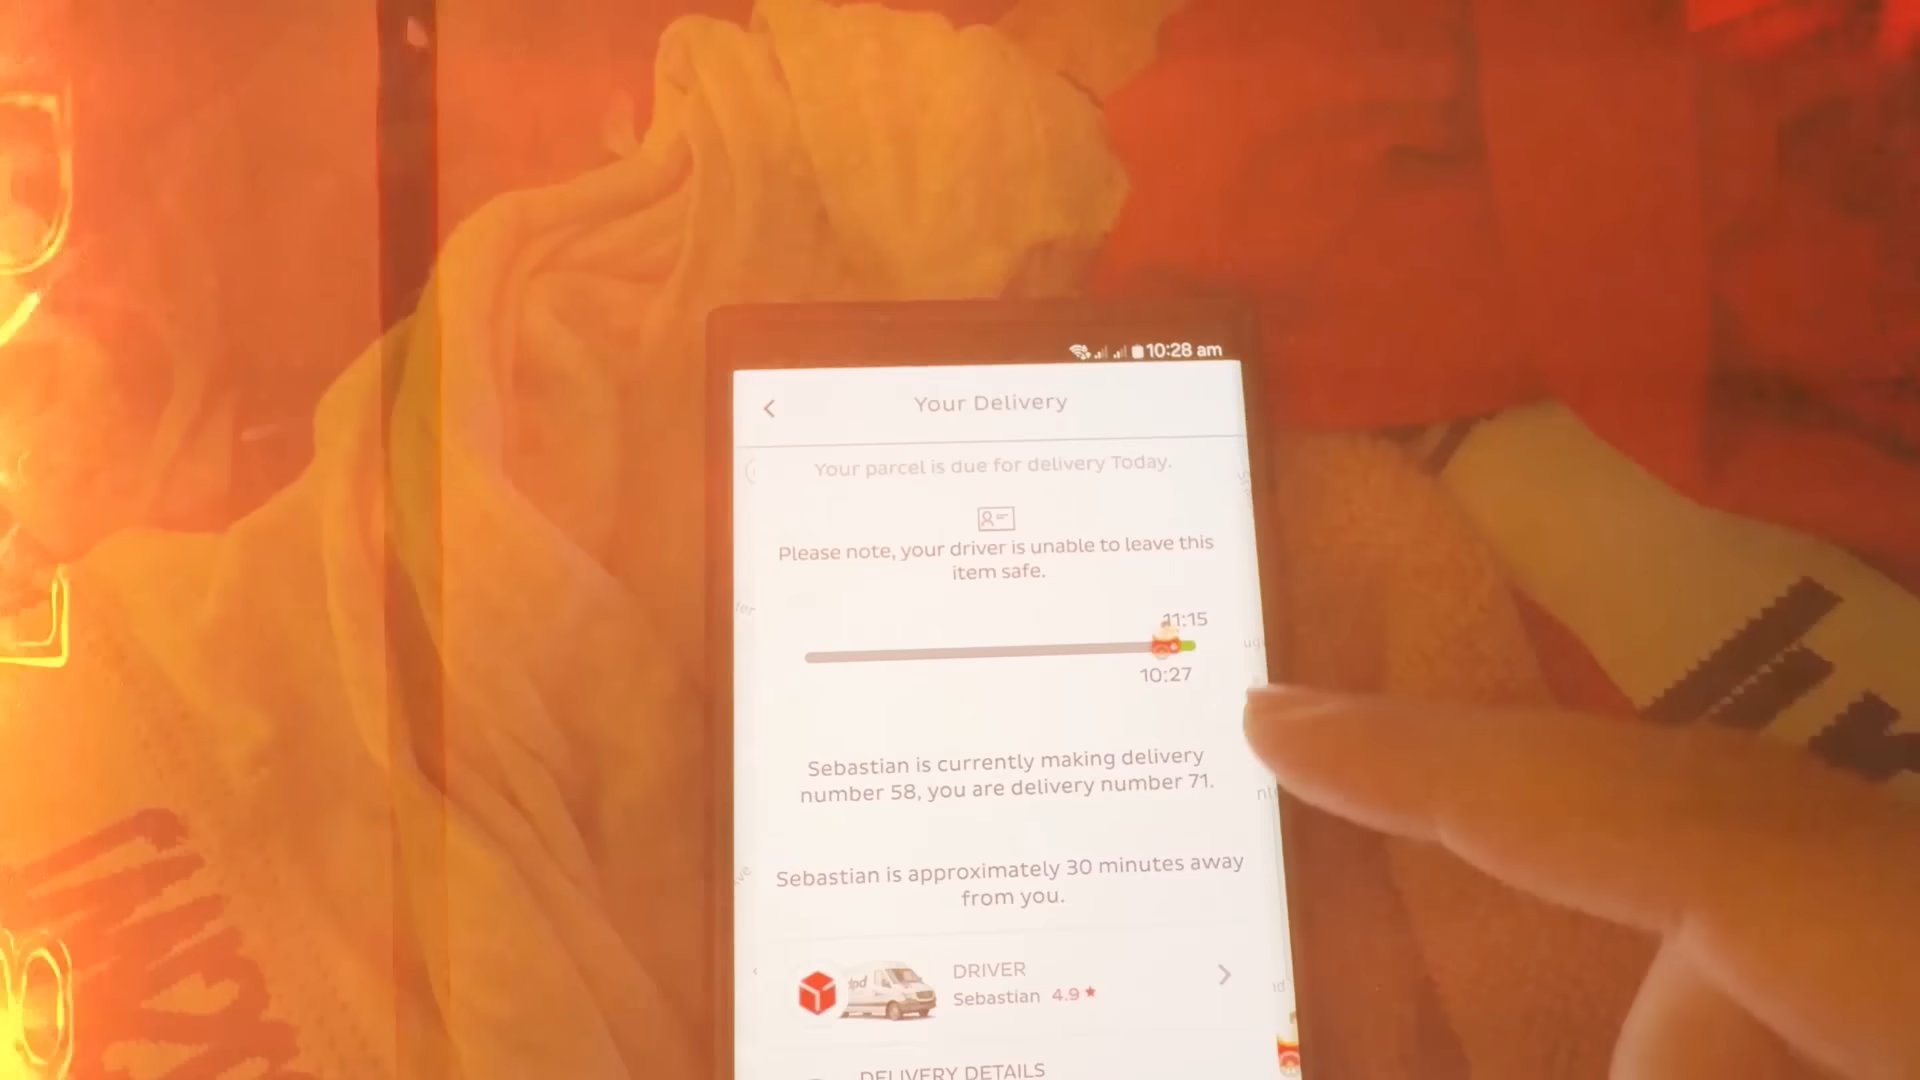 10:28 am
Your Delivery
Your parcel is due for delivery Today.
Please note, your driver is unable to leave this
item safe.
11:15
10:27
Sebastian is currently making delivery
number 58, you are delivery number 71.
Sebastian is approximately 30 minutes away
from you.
dpd
DRIVER
Sebastian 4.9 ★
DELIVERY DETAILS